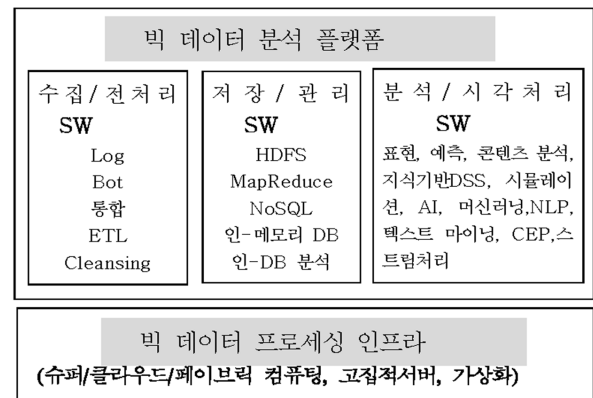 빅 데이터 분석 플랫폼
수집/전처리
SW
Log
Bot
통합
ETL
Cleansing
저장/관리
SW
HDFS
MapReduce
NoSQL
인-메모리 DB
인-DB 분석
분석/시각처리
SW
표현, 예측, 콘텐츠 분석,
지식기반DSS, 시뮬레이
션, AI, 머신러닝,NLP,
텍스트 마이닝, CEP,스
트림처리
빅 데이터 프로세싱 인프라
(슈퍼/클라우드/페이브릭 컴퓨팅, 고집적서버, 가상화)